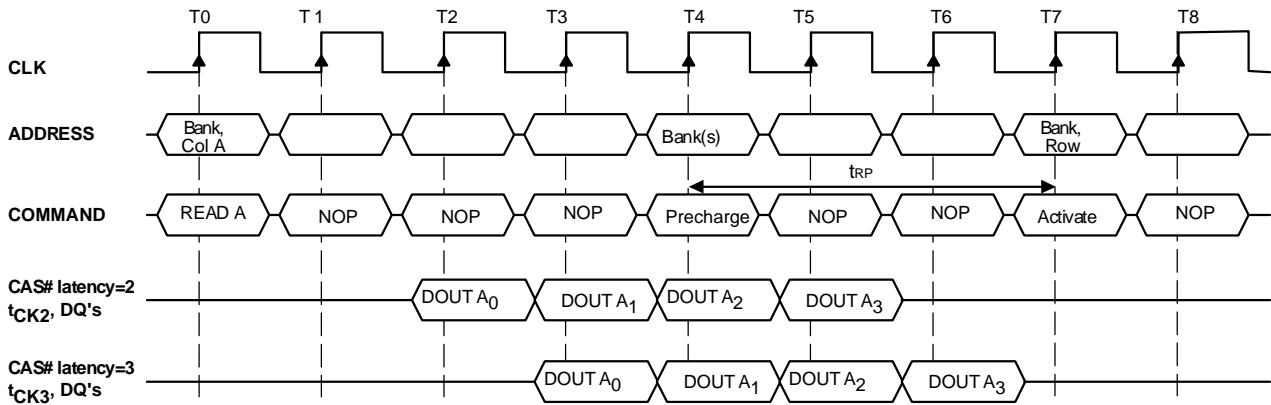 T0 T 1 T2 T3 T4 T5 T6 T7 T8
CLK
ADDRESS Bank, Col A Bank(s) Bank, Row
tRP
COMMAND READ A NOP NOP NOP Precharge NOP NOP Activate NOP
CAS# latency=2
tCK2, DQ's DOUT A0 DOUT A1 DOUT A2 DOUT A3
CAS# latency=3
tCK3, DQ's DOUT A0 DOUT A1 DOUT A2 DOUT A3